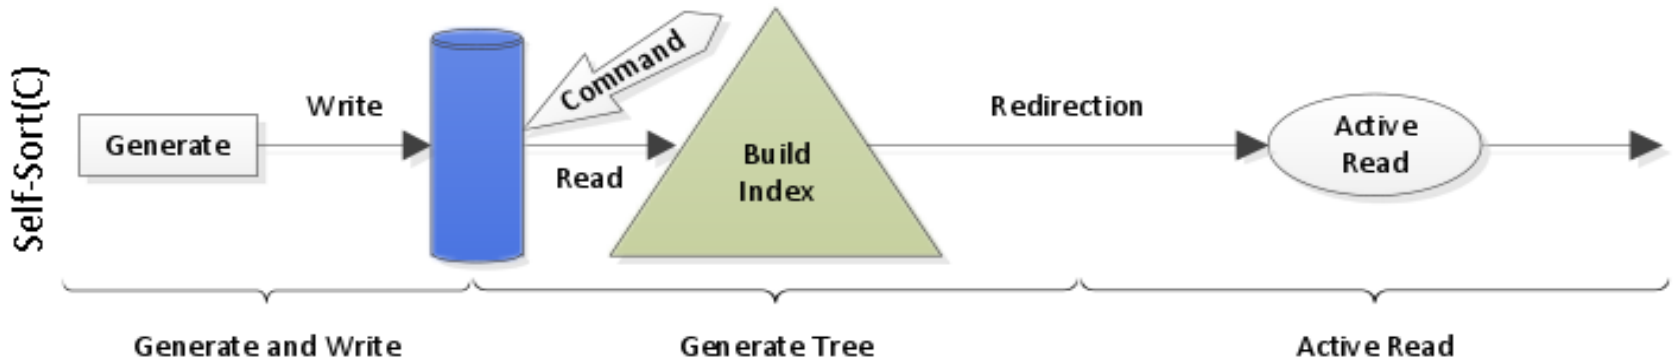 Self-Sort(C)
Generate
Write
Command
Read
Build
Index
Redirection
Active
Read
Generate and Write
Generate Tree
Active Read